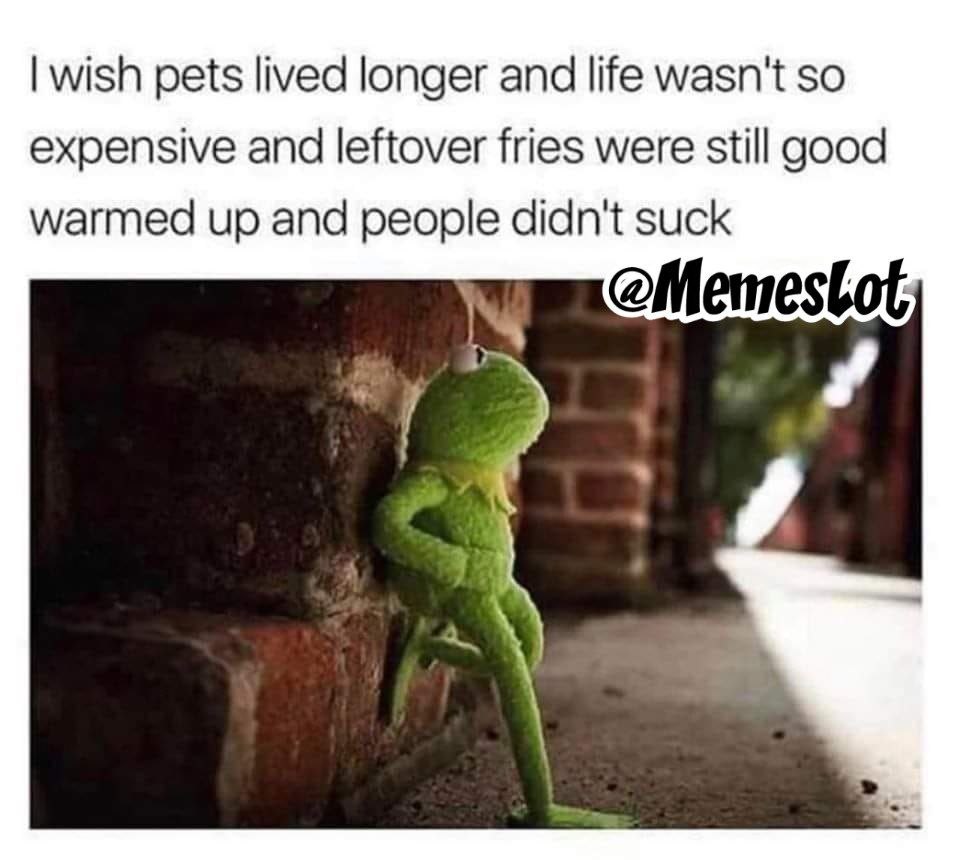 I wish pets lived longer and life wasn't so
expensive and leftover fries were still good
warmed up and people didn't suck
@MemesLot